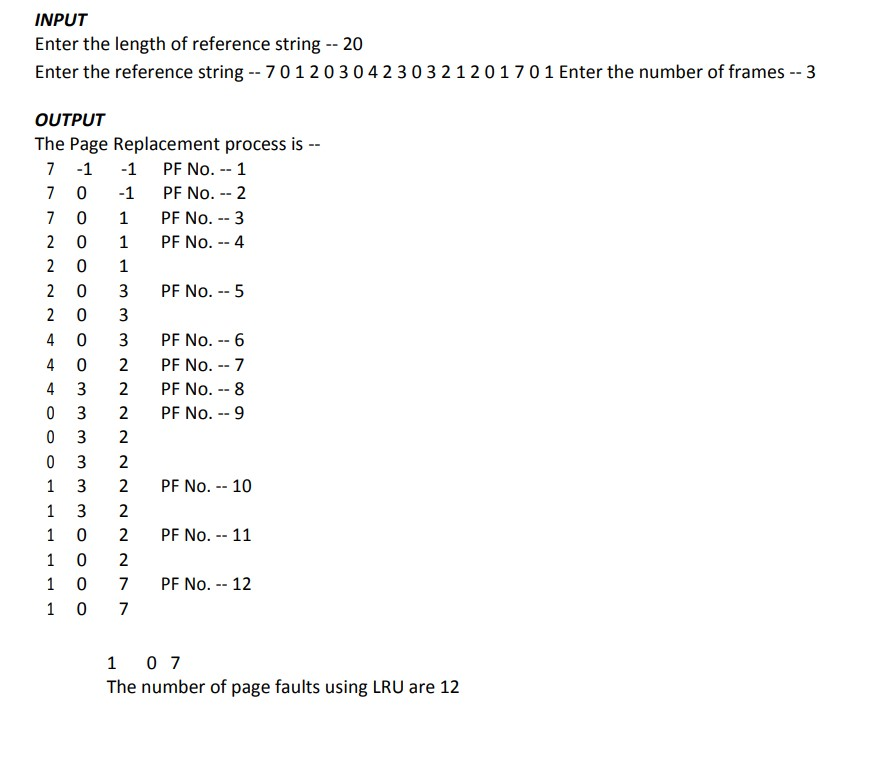 INPUT
Enter the length of reference string -- 20
Enter the reference string -- 7 0 1 2 0 3 0 4 2 3 0 3 2 1 2 0 1 7 0 1 Enter the number of frames -- 3
OUTPUT
The Page Replacement process is --
7 -1 -1 PF No. -- 1
7 0 -1 PF No. -- 2
7 0 1 PF No. -- 3
2 0 1 PF No. -- 4
2 0 1
2 0 3 PF No. -- 5
2 0 3
4 0 3 PF No. -- 6
4 0 2 PF No. -- 7
4 3 2 PF No. -- 8
0 3 2 PF No. -- 9
0 3 2
0 3 2
1 3 2 PF No. -- 10
1 3 2
1 0 2 PF No. -- 11
1 0 2
1 0 7 PF No. -- 12
1 0 7
1 0 7
The number of page faults using LRU are 12